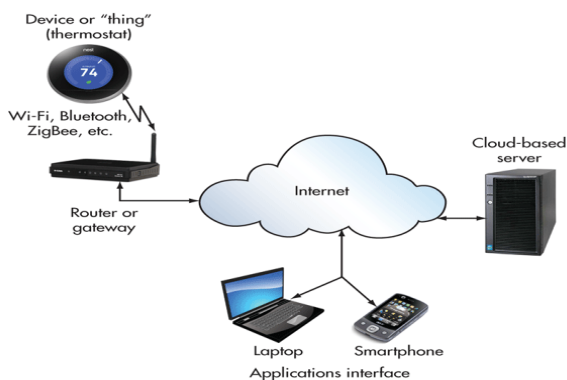 Device or “thing”
(thermostat)
nest
74
Wi-Fi, Bluetooth,
ZigBee, etc.
Router or
gateway
Internet
Cloud-based
server
Laptop
Smartphone
Applications interface